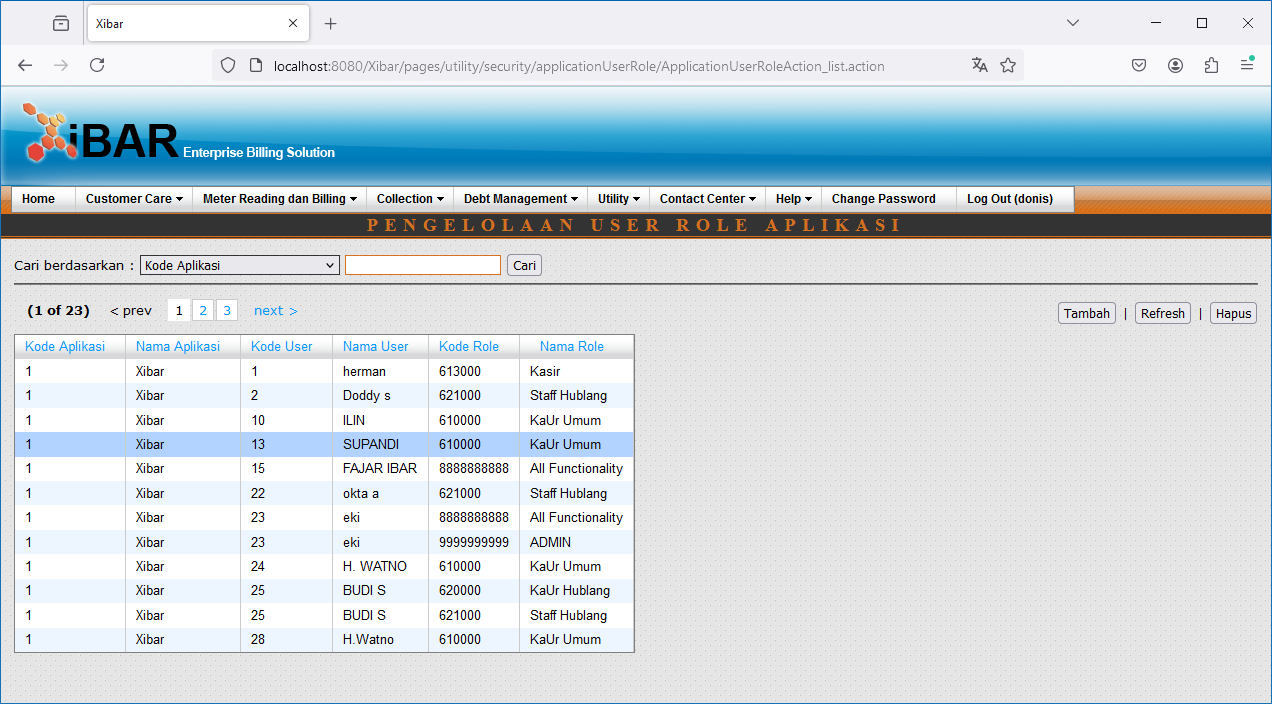 Xibar
localhost:8080/Xibar/pages/utility/security/applicationUserRole/ApplicationUserRoleAction_list.action
iBAR Enterprise Billing Solution
Home Customer Care Meter Reading dan Billing Collection Debt Management Utility Contact Center Help Change Password Log Out (donis)
PENGELOLAAN USER ROLE APLIKASI
Cari berdasarkan : Kode Aplikasi Cari
(1 of 23) < prev 1 2 3 next > Tambah | Refresh | Hapus
Kode Aplikasi Nama Aplikasi Kode User Nama User Kode Role Nama Role
1 Xibar 1 herman 613000 Kasir
1 Xibar 2 Doddy s 621000 Staff Hublang
1 Xibar 10 ILIN 610000 KaUr Umum
1 Xibar 13 SUPANDI 610000 KaUr Umum
1 Xibar 15 FAJAR IBAR 8888888888 All Functionality
1 Xibar 22 okta a 621000 Staff Hublang
1 Xibar 23 eki 8888888888 All Functionality
1 Xibar 23 eki 9999999999 ADMIN
1 Xibar 24 H. WATNO 610000 KaUr Umum
1 Xibar 25 BUDI S 620000 KaUr Hublang
1 Xibar 25 BUDI S 621000 Staff Hublang
1 Xibar 28 H.Watno 610000 KaUr Umum